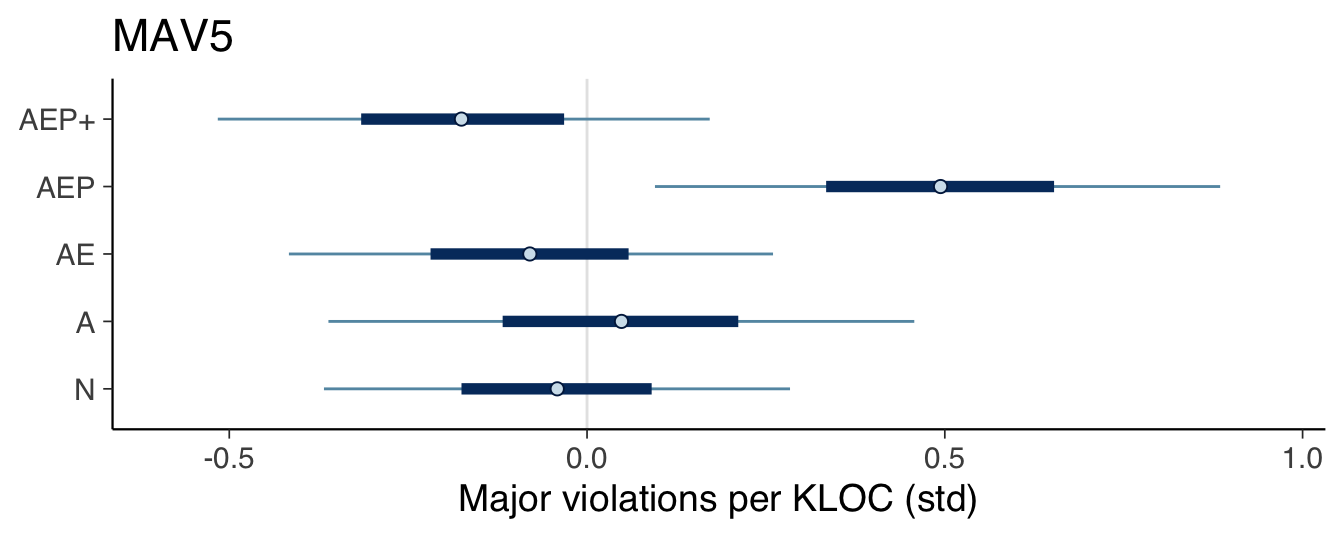 MAV5
AEP+
AEP
AE
A
N
-0.5 0.0 0.5 1.0
Major violations per KLOC (std)